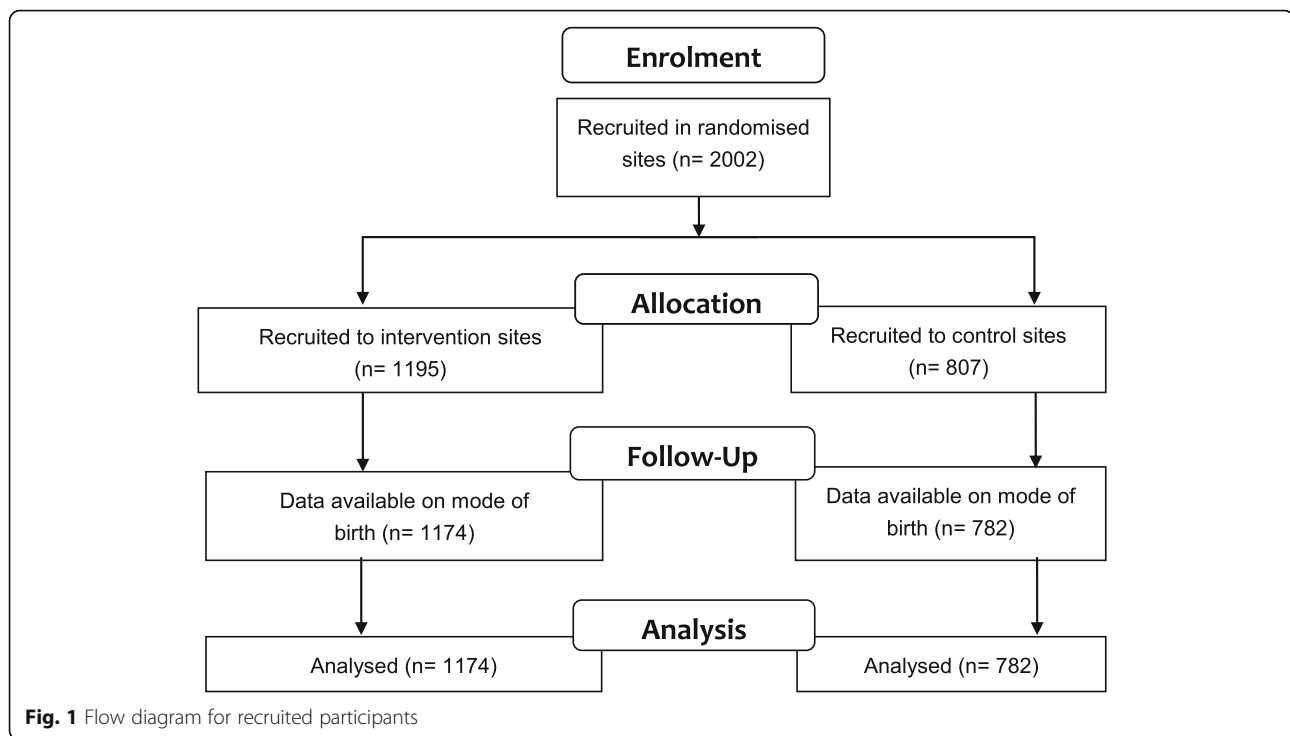 Enrolment
Recruited in randomised
sites (n= 2002)
Allocation
Recruited to intervention sites
(n= 1195)
Recruited to control sites
(n= 807)
Follow-Up
Data available on mode of
birth (n= 1174)
Data available on mode of
birth (n= 782)
Analysis
Analysed (n= 1174)
Analysed (n= 782)
Fig. 1 Flow diagram for recruited participants